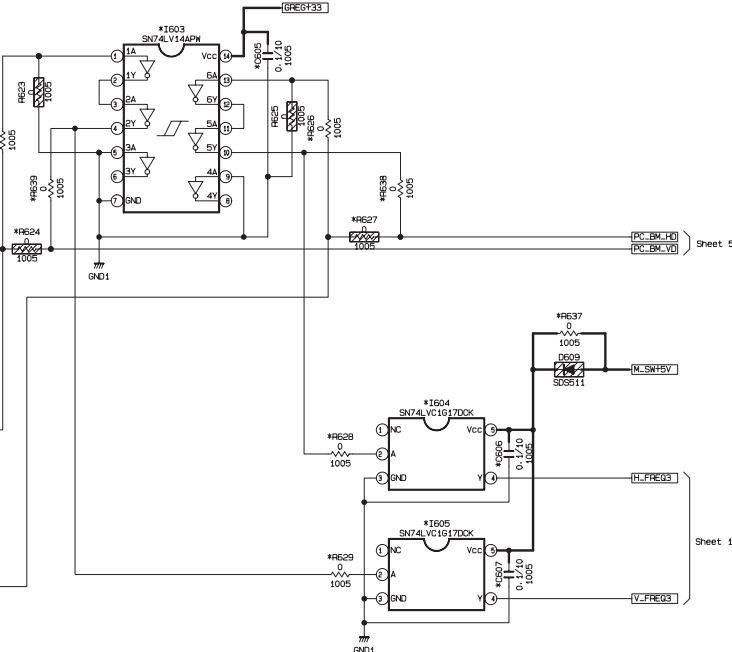 GREG+33
*I603
SN74LV14APW
*C605
0.1/10
1005
1 1A
Vcc 14
2 1Y
6A 13
3 2A
6Y 12
4 2Y
5A 11
5 3A
5Y 10
6 3Y
4A 9
7 GND
4Y 8
R623
0
1005
1005
R625
0
1005
*R626
0
1005
*R639
0
1005
*R638
0
1005
*R624
0
1005
*R627
0
1005
PC_BM_HD
PC_BM_VD
Sheet 5
GND1
*R637
0
1005
D609
SDS511
M_SW+5V
*I604
SN74LVC1G17DCK
1 NC
Vcc 5
2 A
3 GND
Y 4
*C606
0.1/10
1005
*R628
0
1005
H_FREQ3
Sheet 1
*I605
SN74LVC1G17DCK
1 NC
Vcc 5
2 A
3 GND
Y 4
*C607
0.1/10
1005
*R629
0
1005
V_FREQ3
GND1